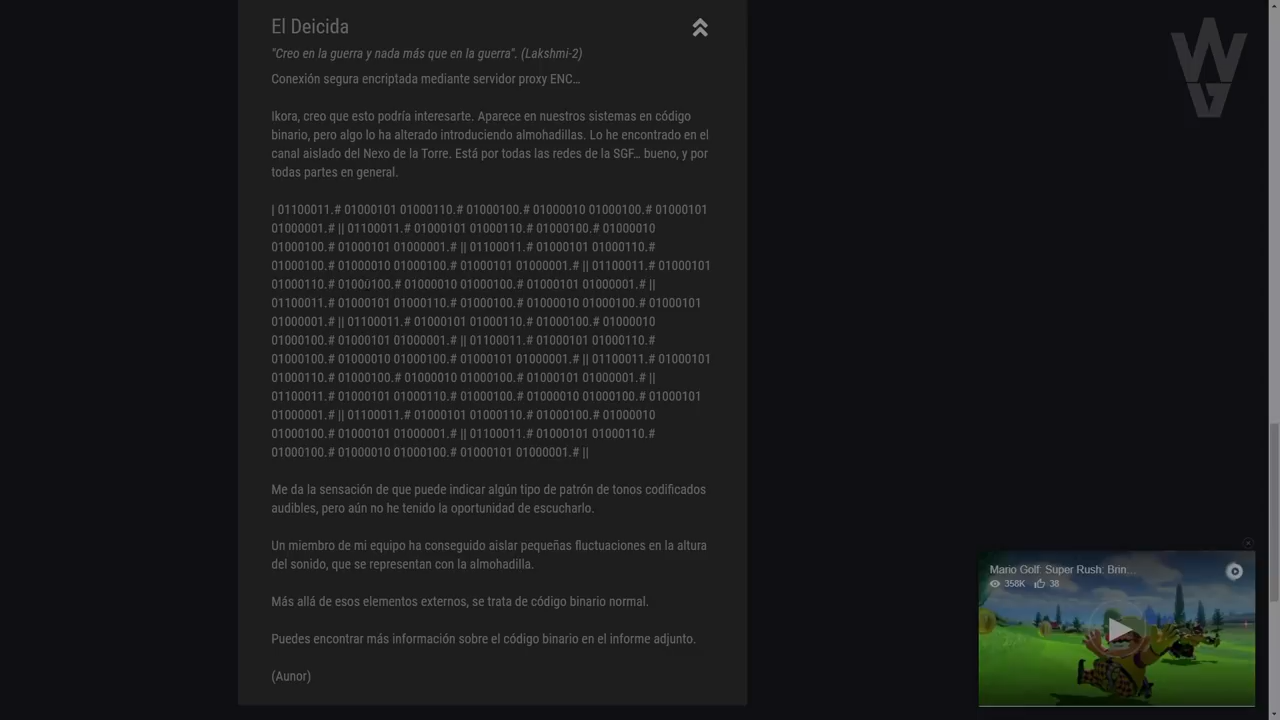 El Deicida
"Creo en la guerra y nada más que en la guerra". (Lakshmi-2)
Conexión segura encriptada mediante servidor proxy ENC…
Ikora, creo que esto podría interesarte. Aparece en nuestros sistemas en código
binario, pero algo lo ha alterado introduciendo almohadillas. Lo he encontrado en el
canal aislado del Nexo de la Torre. Está por todas las redes de la SGF… bueno, y por
todas partes en general.
| 01100011.# 01000101 01000110.# 01000100.# 01000010 01000100.# 01000101
01000001.# || 01100011.# 01000101 01000110.# 01000100.# 01000010
01000100.# 01000101 01000001.# || 01100011.# 01000101 01000110.#
01000100.# 01000010 01000100.# 01000101 01000001.# || 01100011.# 01000101
01000110.# 01000100.# 01000010 01000100.# 01000101 01000001.# ||
01100011.# 01000101 01000110.# 01000100.# 01000010 01000100.# 01000101
01000001.# || 01100011.# 01000101 01000110.# 01000100.# 01000010
01000100.# 01000101 01000001.# || 01100011.# 01000101 01000110.#
01000100.# 01000010 01000100.# 01000101 01000001.# || 01100011.# 01000101
01000110.# 01000100.# 01000010 01000100.# 01000101 01000001.# ||
01100011.# 01000101 01000110.# 01000100.# 01000010 01000100.# 01000101
01000001.# || 01100011.# 01000101 01000110.# 01000100.# 01000010
01000100.# 01000101 01000001.# || 01100011.# 01000101 01000110.#
01000100.# 01000010 01000100.# 01000101 01000001.# ||
Me da la sensación de que puede indicar algún tipo de patrón de tonos codificados
audibles, pero aún no he tenido la oportunidad de escucharlo.
Un miembro de mi equipo ha conseguido aislar pequeñas fluctuaciones en la altura
del sonido, que se representan con la almohadilla.
Más allá de esos elementos externos, se trata de código binario normal.
Puedes encontrar más información sobre el código binario en el informe adjunto.
(Aunor)
WG
Mario Golf: Super Rush: Brin…
358K 38